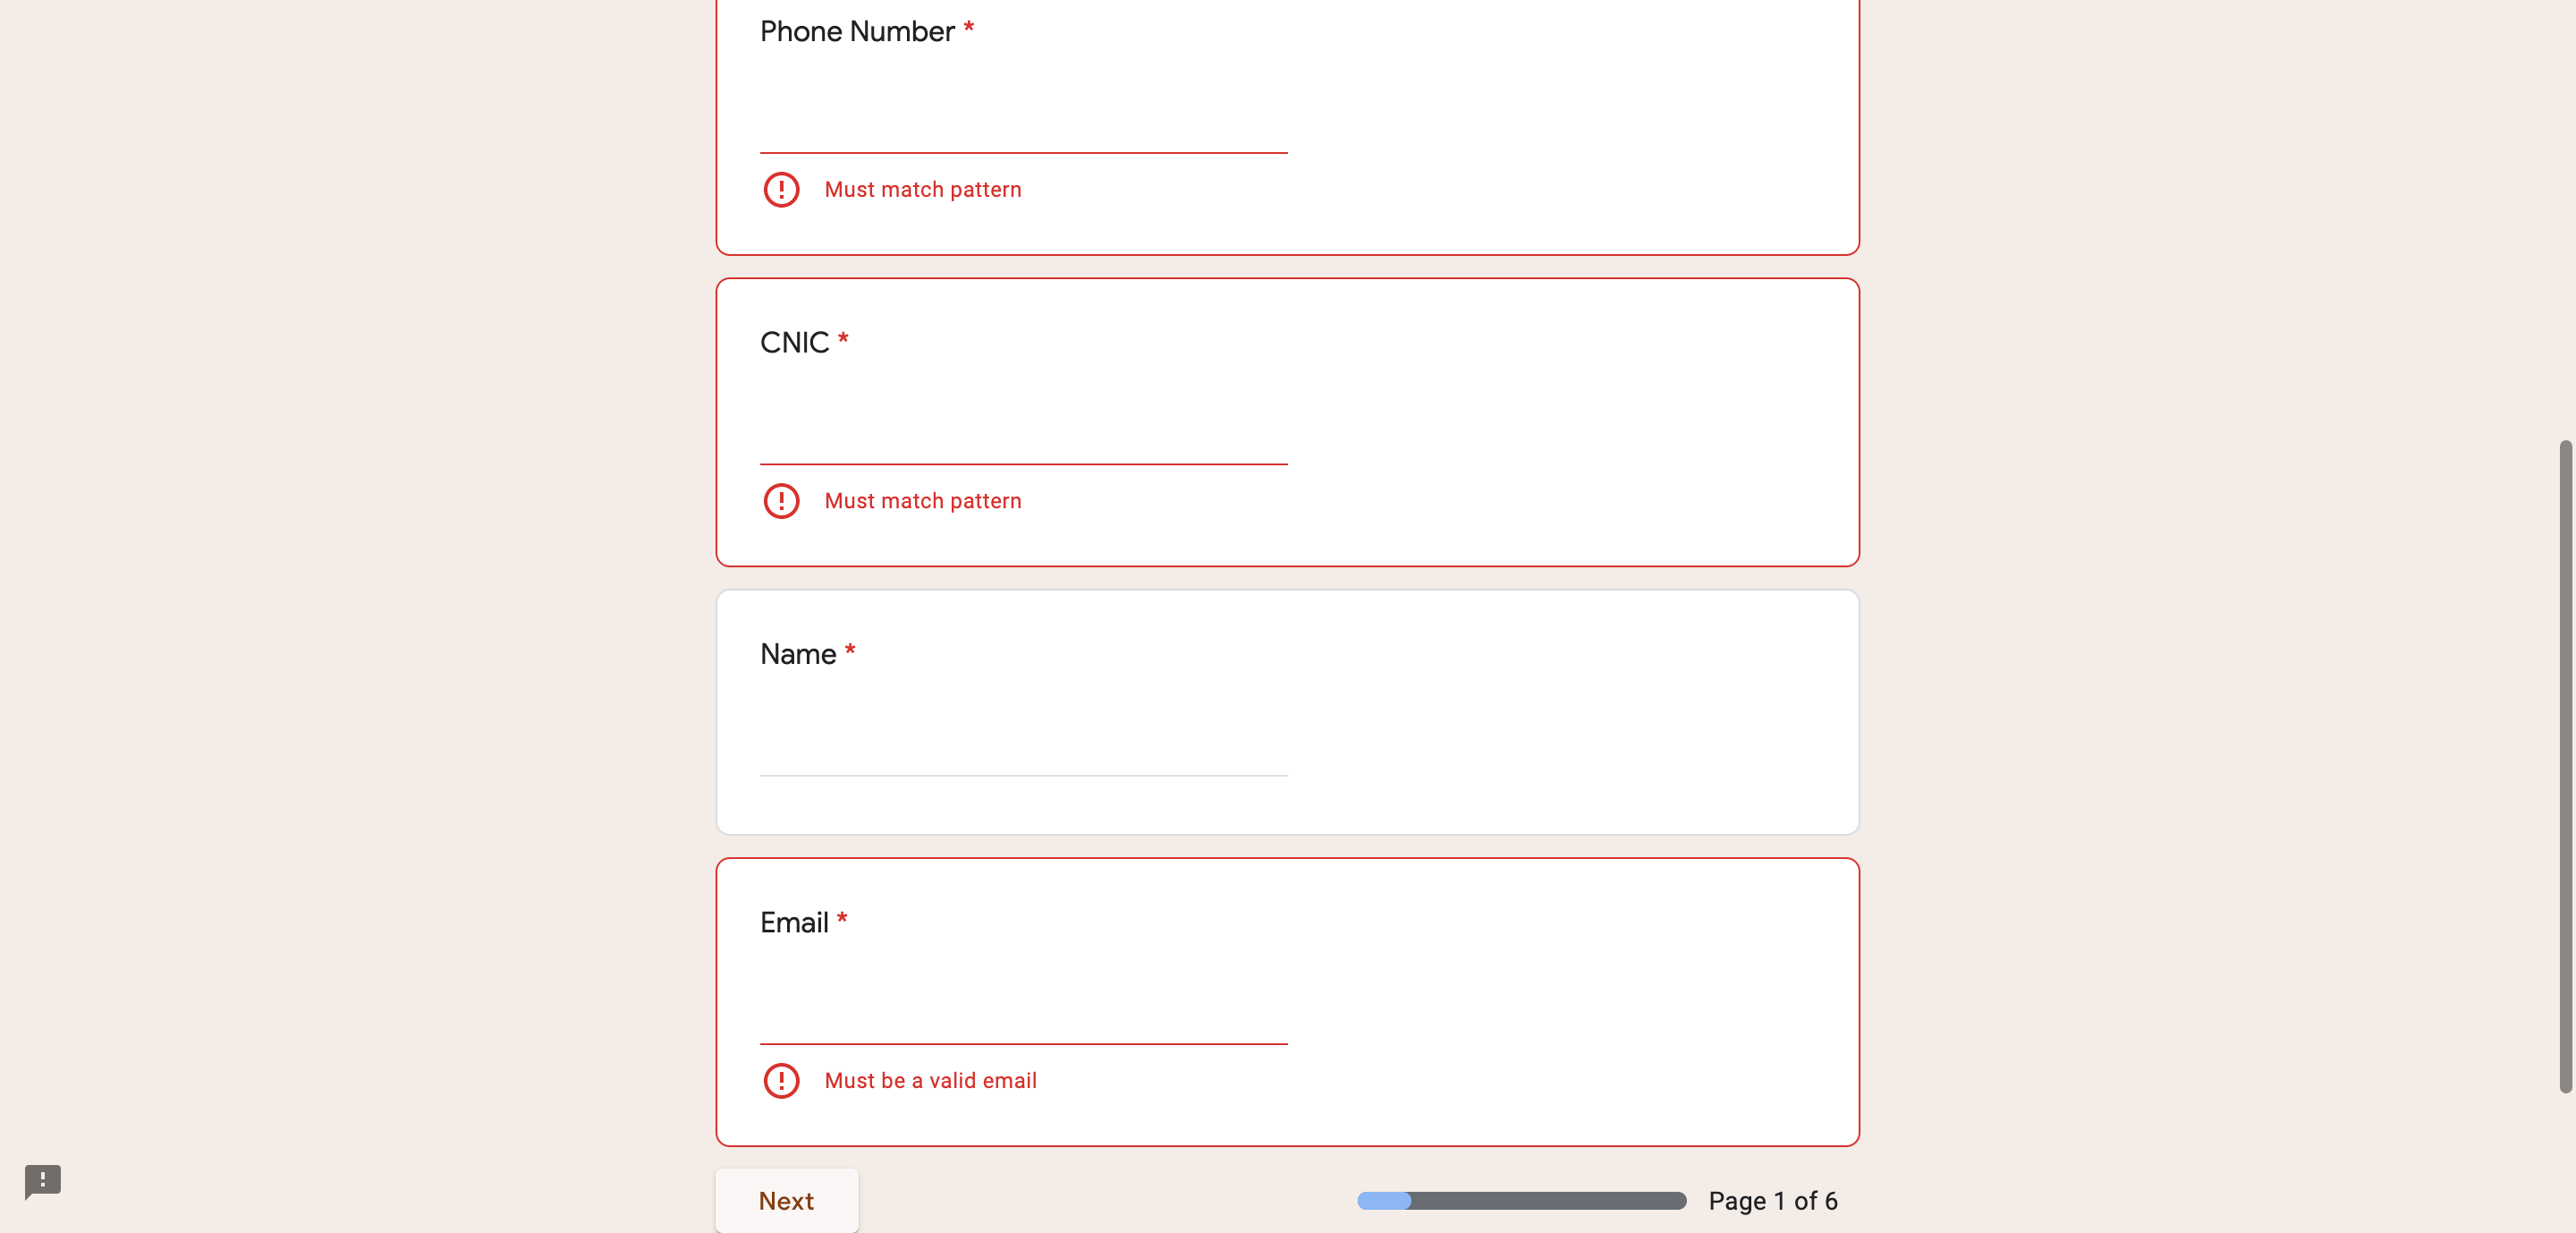 Phone Number *
Must match pattern
CNIC *
Must match pattern
Name *
Email *
Must be a valid email
Next
Page 1 of 6